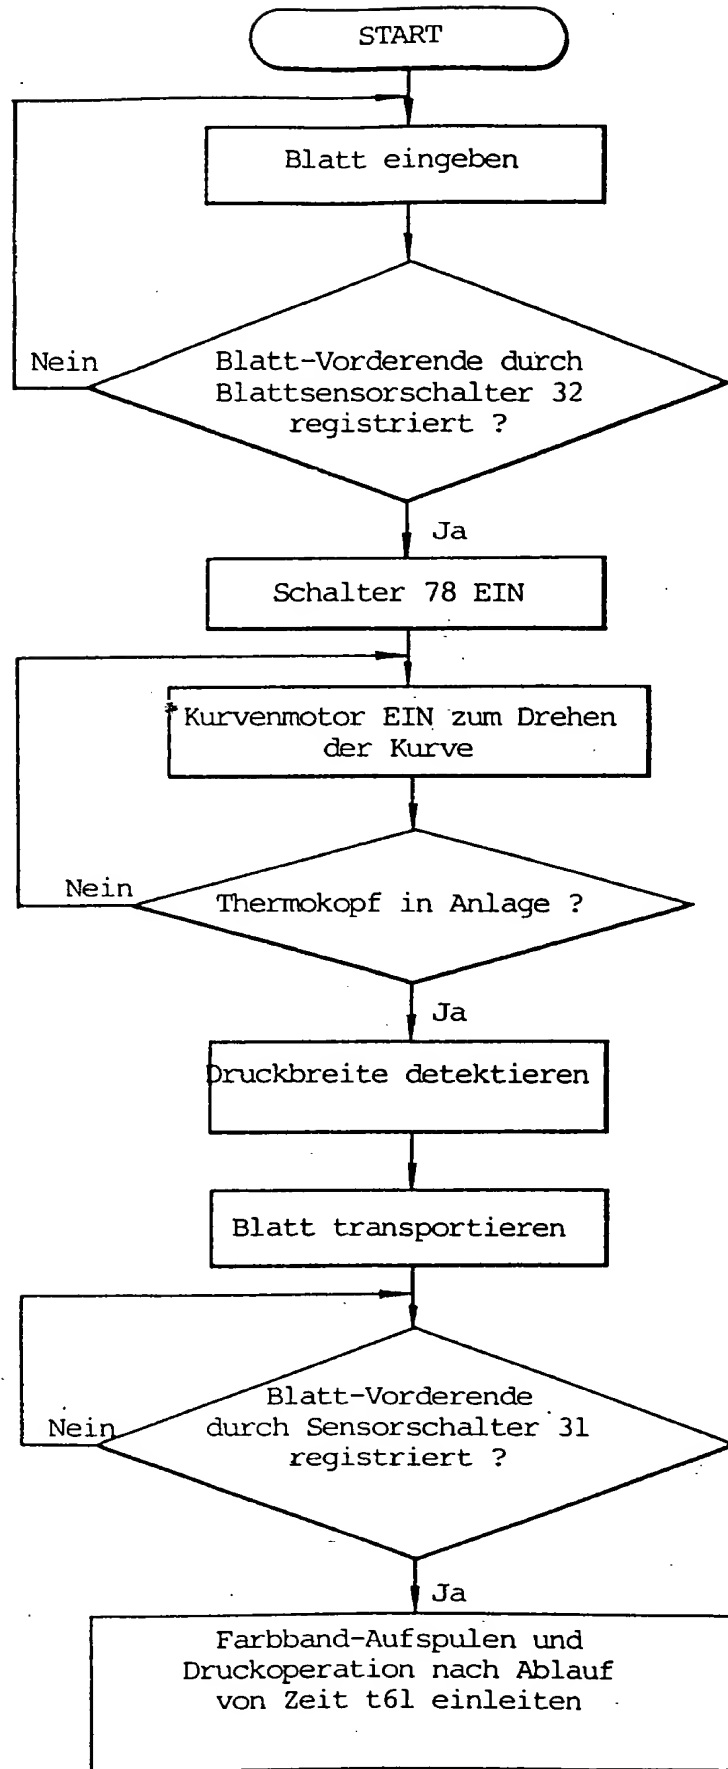 START
Blatt eingeben
Nein
Blatt-Vorderende durch
Blattsensorschalter 32
registriert ?
Ja
Schalter 78 EIN
Kurvenmotor EIN zum Drehen
der Kurve
Nein
Thermokopf in Anlage ?
Ja
Druckbreite detektieren
Blatt transportieren
Blatt-Vorderende
Nein
durch Sensorschalter 31
registriert ?
Ja
Farbband-Aufspulen und
Druckoperation nach Ablauf
von Zeit t61 einleiten